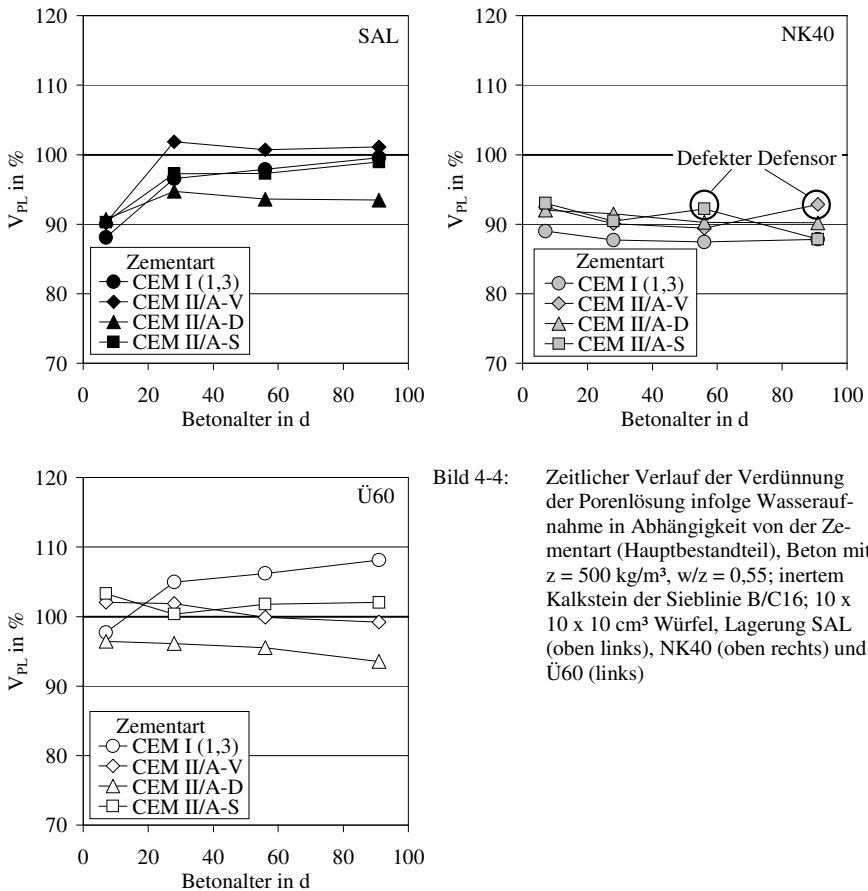 120
110
100
90
80
70
V_PL in %
SAL
Zementart
CEM I (1,3)
CEM II/A-V
CEM II/A-D
CEM II/A-S
0 20 40 60 80 100
Betonalter in d
120
110
100
90
80
70
V_PL in %
NK40
Defekter Defensor
Zementart
CEM I (1,3)
CEM II/A-V
CEM II/A-D
CEM II/A-S
0 20 40 60 80 100
Betonalter in d
120
110
100
90
80
70
V_PL in %
Ü60
Zementart
CEM I (1,3)
CEM II/A-V
CEM II/A-D
CEM II/A-S
0 20 40 60 80 100
Betonalter in d
Bild 4-4: Zeitlicher Verlauf der Verdünnung
der Porenlösung infolge Wasserauf-
nahme in Abhängigkeit von der Ze-
mentart (Hauptbestandteil), Beton mit
z = 500 kg/m³, w/z = 0,55; inertem
Kalkstein der Sieblinie B/C16; 10 x
10 x 10 cm³ Würfel, Lagerung SAL
(oben links), NK40 (oben rechts) und
Ü60 (links)